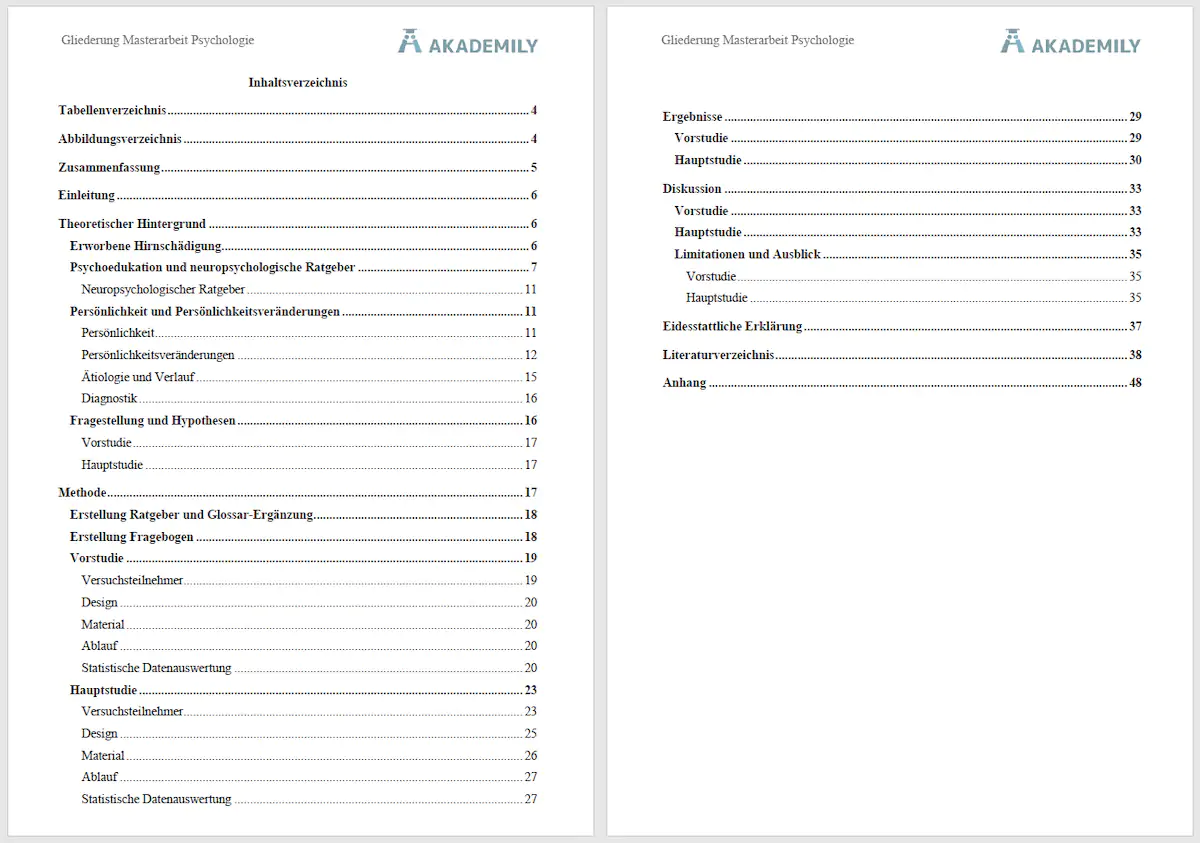 Gliederung Masterarbeit Psychologie
AKADEMILY
Inhaltsverzeichnis
Tabellenverzeichnis 4
Abbildungsverzeichnis 4
Zusammenfassung 5
Einleitung 6
Theoretischer Hintergrund 6
Erworbene Hirnschädigung 6
Psychoedukation und neuropsychologische Ratgeber 7
Neuropsychologischer Ratgeber 11
Persönlichkeit und Persönlichkeitsveränderungen 11
Persönlichkeit 11
Persönlichkeitsveränderungen 12
Ätiologie und Verlauf 15
Diagnostik 16
Fragestellung und Hypothesen 16
Vorstudie 17
Hauptstudie 17
Methode 17
Erstellung Ratgeber und Glossar-Ergänzung 18
Erstellung Fragebogen 18
Vorstudie 19
Versuchsteilnehmer 19
Design 20
Material 20
Ablauf 20
Statistische Datenauswertung 20
Hauptstudie 23
Versuchsteilnehmer 23
Design 25
Material 26
Ablauf 27
Statistische Datenauswertung 27
Gliederung Masterarbeit Psychologie
AKADEMILY
Ergebnisse 29
Vorstudie 29
Hauptstudie 30
Diskussion 33
Vorstudie 33
Hauptstudie 33
Limitationen und Ausblick 35
Vorstudie 35
Hauptstudie 35
Eidesstattliche Erklärung 37
Literaturverzeichnis 38
Anhang 48